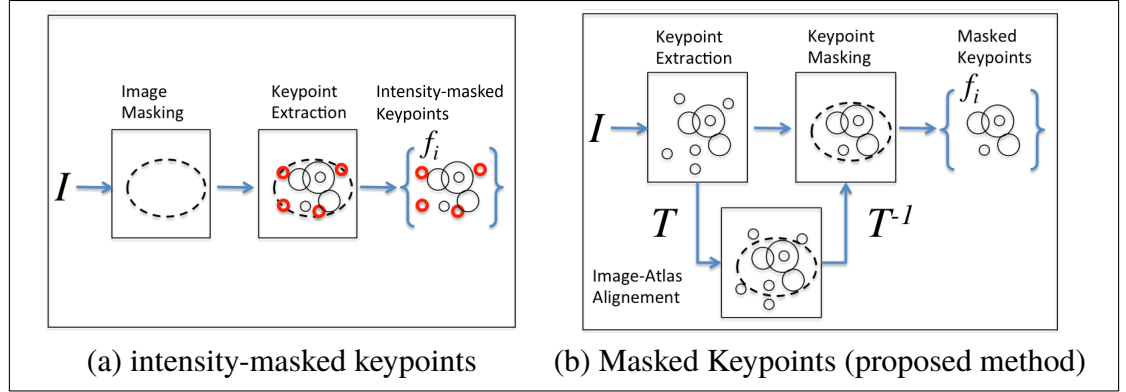 Image
Masking
Keypoint
Extraction
Intensity-masked
Keypoints
I
f_i
(a) intensity-masked keypoints
Keypoint
Extraction
Keypoint
Masking
Masked
Keypoints
I
f_i
T
T^-1
Image-Atlas
Alignement
(b) Masked Keypoints (proposed method)